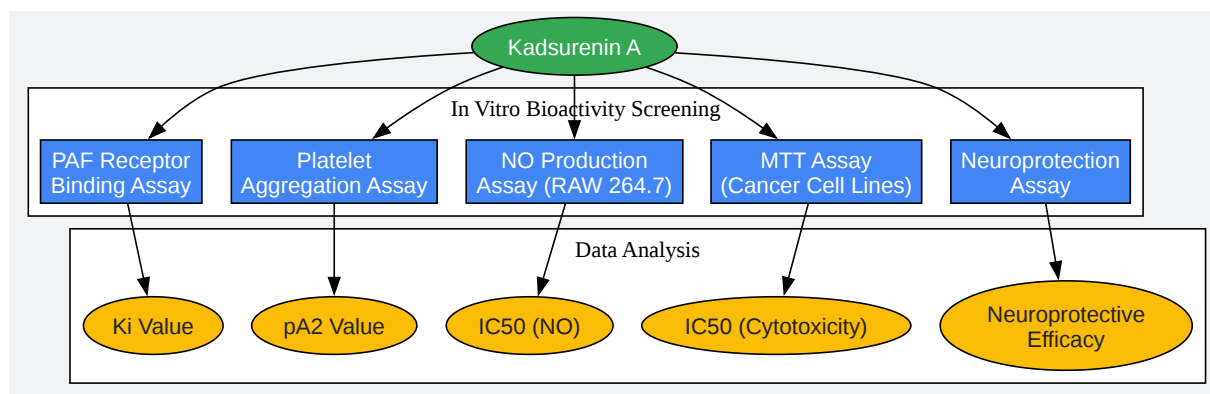 Kadsurenin A
In Vitro Bioactivity Screening
PAF Receptor
Binding Assay
Platelet
Aggregation Assay
NO Production
Assay (RAW 264.7)
MTT Assay
(Cancer Cell Lines)
Neuroprotection
Assay
Data Analysis
Ki Value
pA2 Value
IC50 (NO)
IC50 (Cytotoxicity)
Neuroprotective
Efficacy